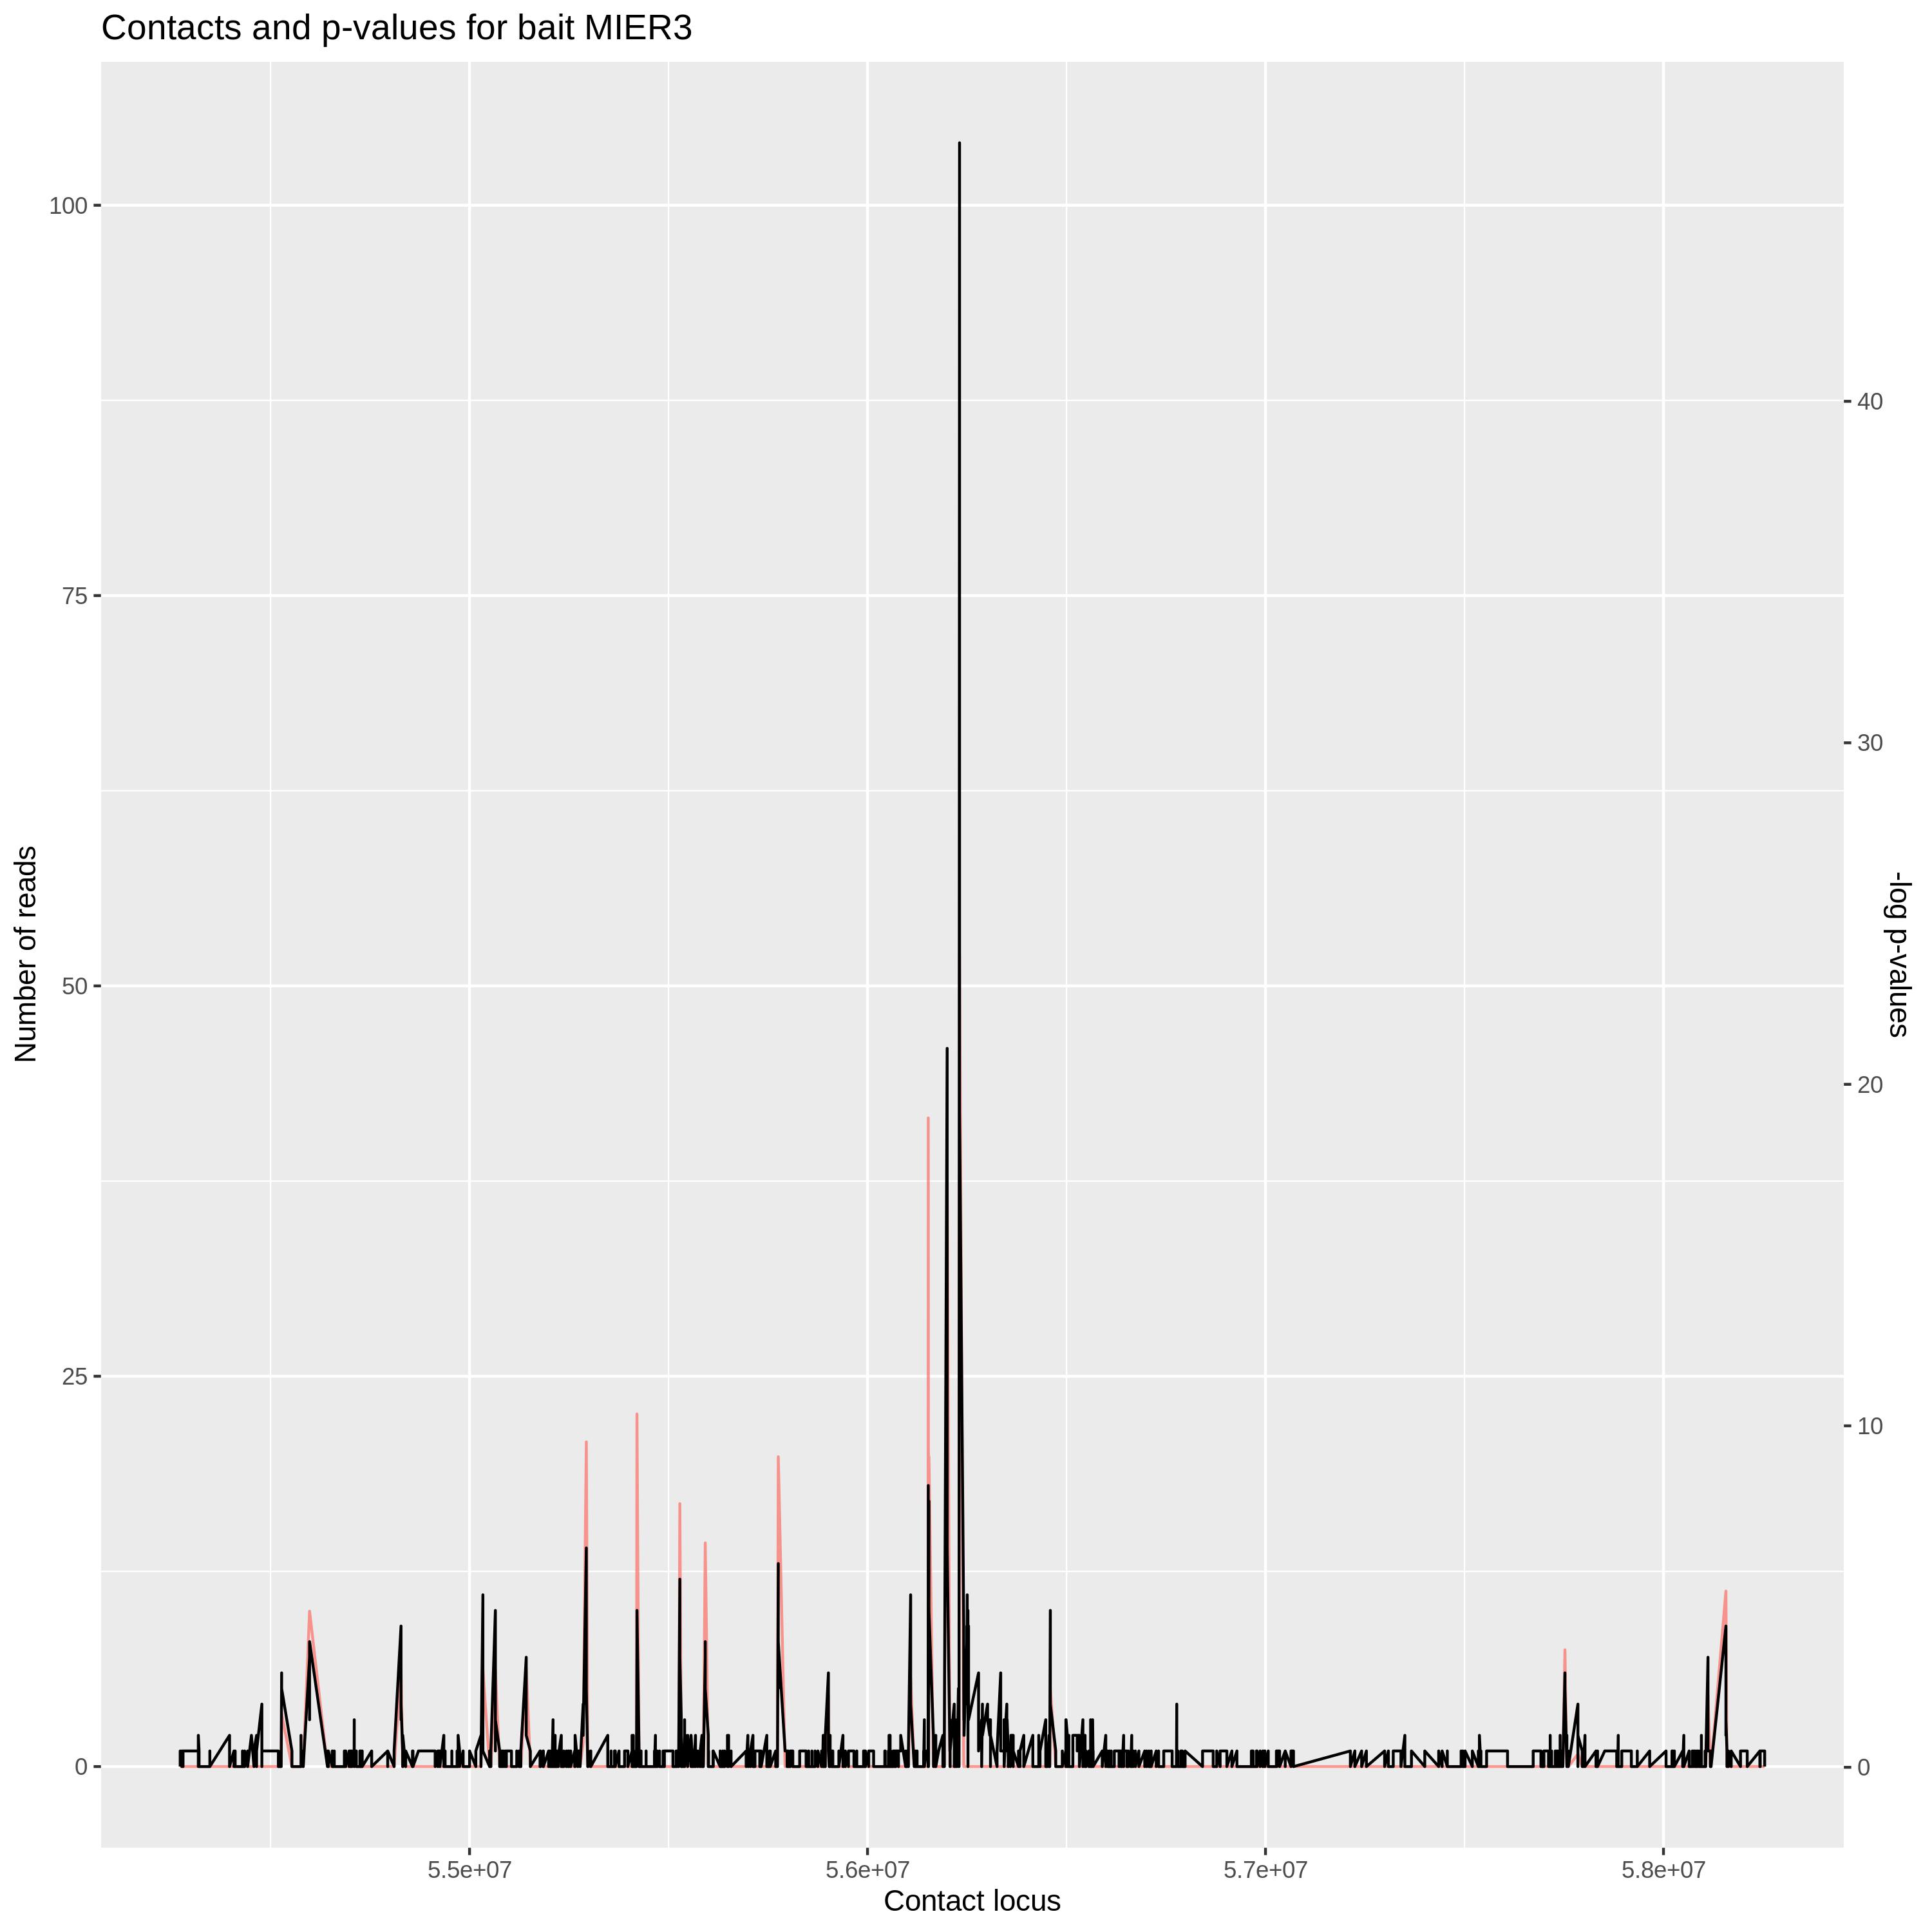 Contacts and p-values for bait MIER3
100
75
50
25
0
Number of reads
40
30
20
10
0
-log p-values
5.5e+07
5.6e+07
5.7e+07
5.8e+07
Contact locus